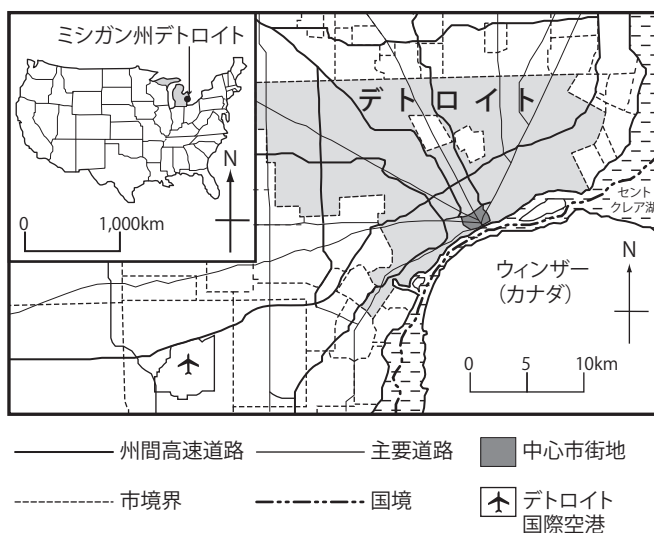 ミシガン州デトロイト
N
0 1,000km
デトロイト
セント
クレア湖
ウィンザー
（カナダ）
N
0 5 10km
州間高速道路
主要道路
中心市街地
市境界
国境
デトロイト
国際空港